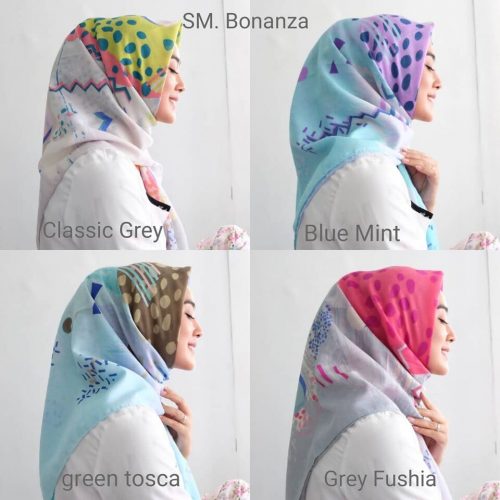 SM. Bonanza
Classic Grey
Blue Mint
green tosca
Grey Fushia